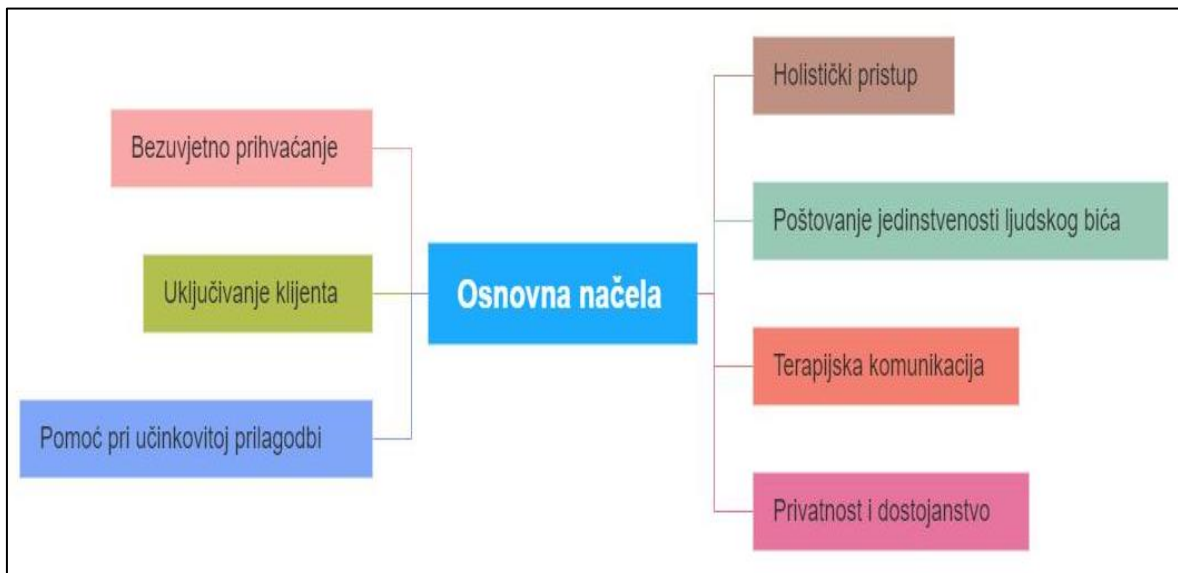 Osnovna načela
Bezuvjetno prihvaćanje
Uključivanje klijenta
Pomoć pri učinkovitoj prilagodbi
Holistički pristup
Poštovanje jedinstvenosti ljudskog bića
Terapijska komunikacija
Privatnost i dostojanstvo